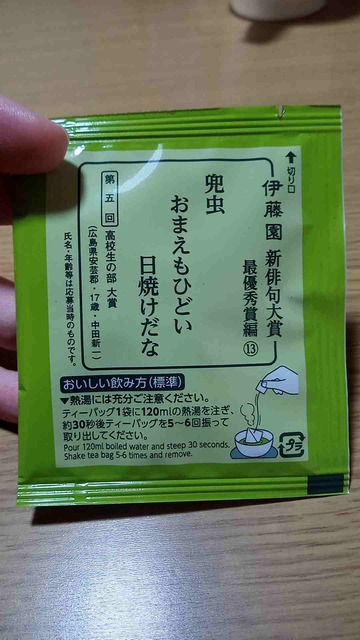 切り口
伊藤園 新俳句大賞
最優秀賞編 ⑬
兜虫
おまえもひどい
日焼けだな
第五回 高校生の部 大賞
(広島県安芸郡・17歳・中田新一)
氏名・年齢等は応募当時のものです。
おいしい飲み方(標準)
▼熱湯には充分ご注意ください。
ティーバッグ1袋に120mlの熱湯を注ぎ、
約30秒後ティーバッグを5~6回振って
取り出してください。
Pour 120ml boiled water and steep 30 seconds.
Shake tea bag 5-6 times and remove.
プラ